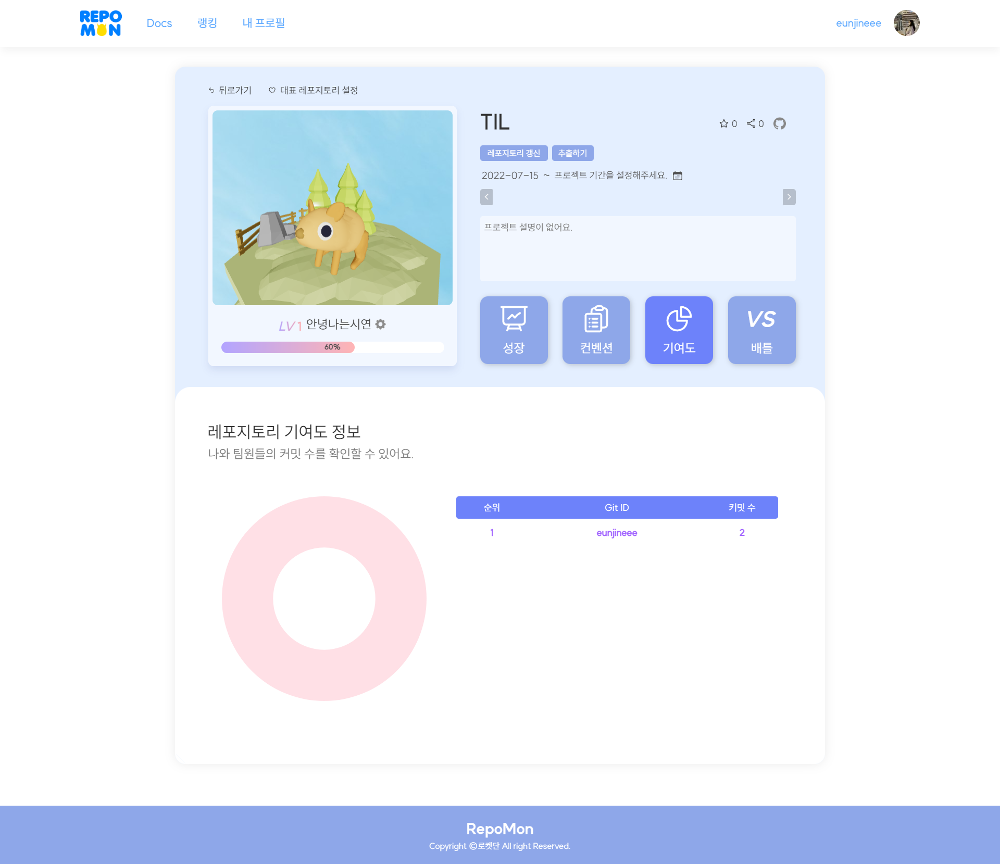 REPO
MON
Docs
랭킹
내 프로필
eunjineee
뒤로가기
대표 레포지토리 설정
TIL
0
0
레포지토리 갱신
추출하기
2022-07-15 ~ 프로젝트 기간을 설정해주세요.
프로젝트 설명이 없어요.
LV 1 안녕나는시연
60%
성장
컨벤션
기여도
VS
배틀
레포지토리 기여도 정보
나와 팀원들의 커밋 수를 확인할 수 있어요.
순위 Git ID 커밋 수
1 eunjineee 2
RepoMon
Copyright ©로켓단 All right Reserved.